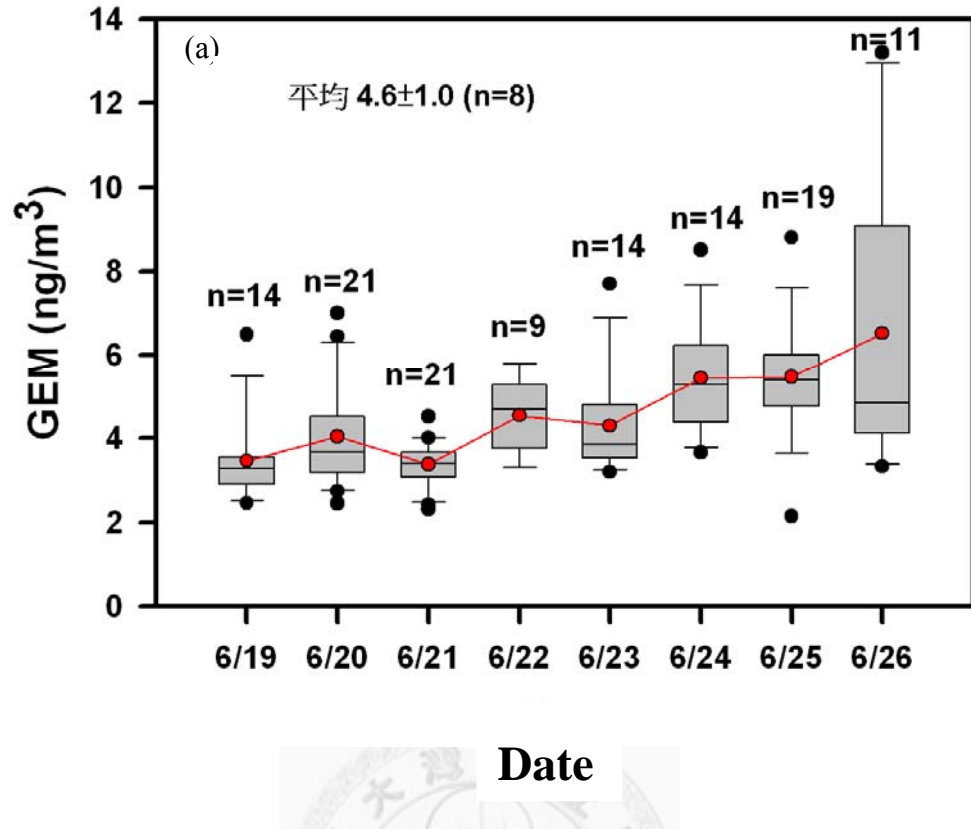 (a)
平均 4.6±1.0 (n=8)
GEM (ng/m³)
14
12
10
8
6
4
2
0
n=14
n=21
n=21
n=9
n=14
n=14
n=19
n=11
6/19 6/20 6/21 6/22 6/23 6/24 6/25 6/26
Date
大 灣